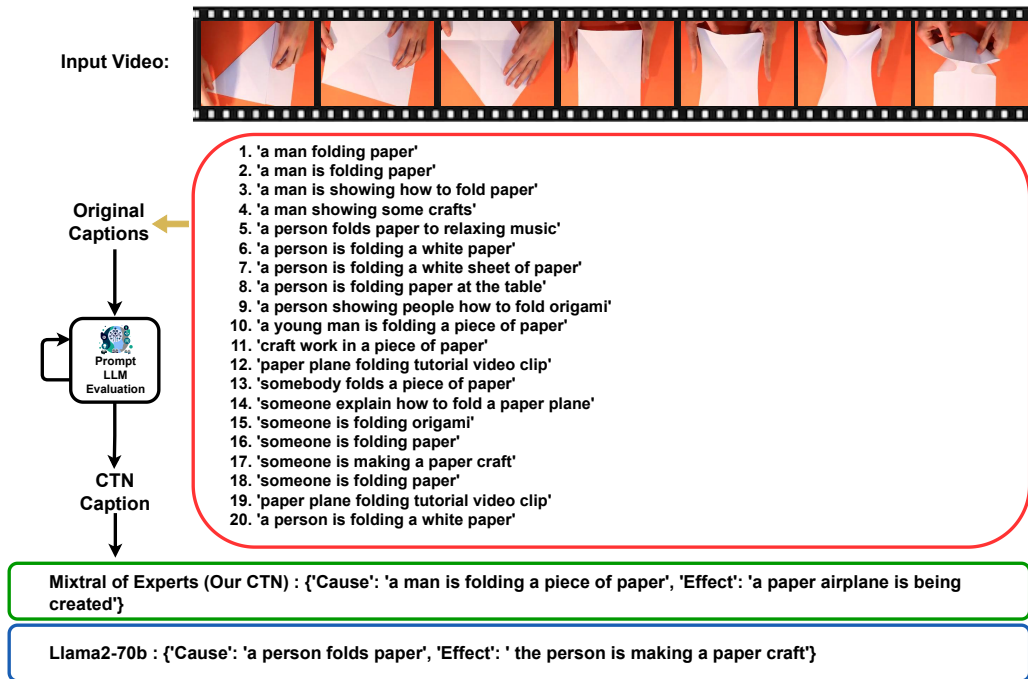 Input Video:
1. 'a man folding paper'
2. 'a man is folding paper'
3. 'a man is showing how to fold paper'
4. 'a man showing some crafts'
5. 'a person folds paper to relaxing music'
6. 'a person is folding a white paper'
7. 'a person is folding a white sheet of paper'
8. 'a person is folding paper at the table'
9. 'a person showing people how to fold origami'
10. 'a young man is folding a piece of paper'
11. 'craft work in a piece of paper'
12. 'paper plane folding tutorial video clip'
13. 'somebody folds a piece of paper'
14. 'someone explain how to fold a paper plane'
15. 'someone is folding origami'
16. 'someone is folding paper'
17. 'someone is making a paper craft'
18. 'someone is folding paper'
19. 'paper plane folding tutorial video clip'
20. 'a person is folding a white paper'
Original
Captions
Prompt
LLM
Evaluation
CTN
Caption
Mixtral of Experts (Our CTN) : {'Cause': 'a man is folding a piece of paper', 'Effect': 'a paper airplane is being
created'}
Llama2-70b : {'Cause': 'a person folds paper', 'Effect': ' the person is making a paper craft'}